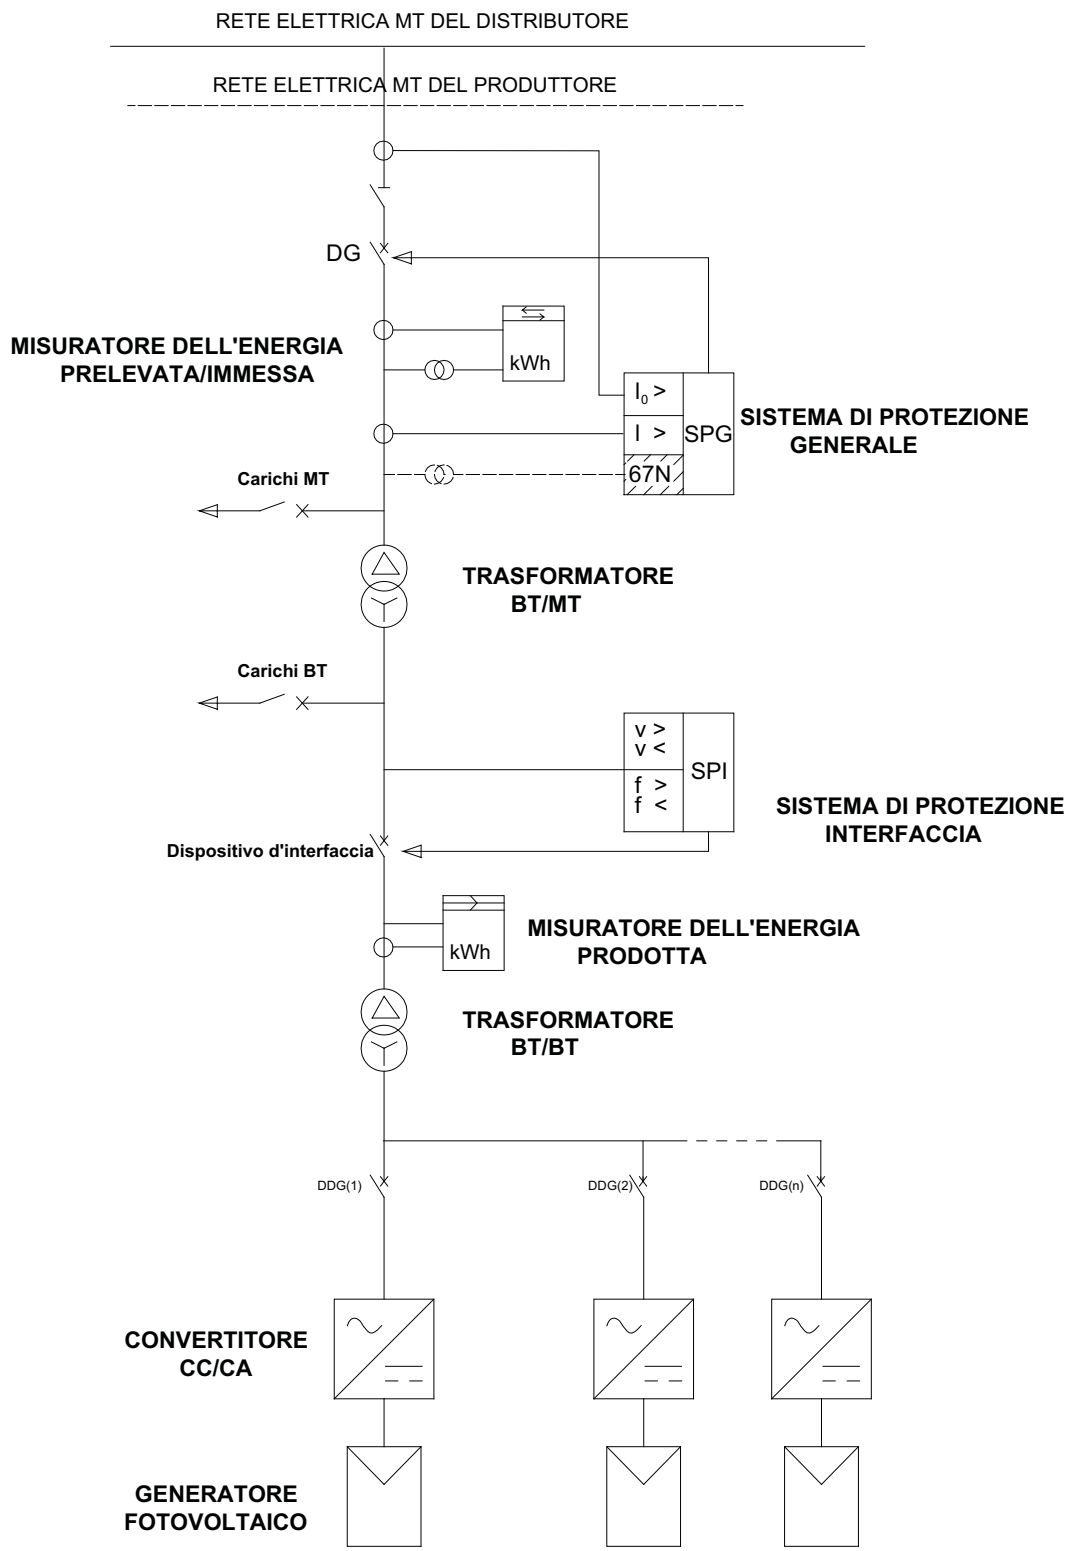 RETE ELETTRICA MT DEL DISTRIBUTORE
RETE ELETTRICA MT DEL PRODUTTORE
DG
MISURATORE DELL'ENERGIA
PRELEVATA/IMMESSA
kWh
I₀ >
I >
67N
SPG
SISTEMA DI PROTEZIONE
GENERALE
Carichi MT
TRASFORMATORE
BT/MT
Carichi BT
v >
v <
f >
f <
SPI
SISTEMA DI PROTEZIONE
INTERFACCIA
Dispositivo d'interfaccia
kWh
MISURATORE DELL'ENERGIA
PRODOTTA
TRASFORMATORE
BT/BT
DDG(1)
DDG(2)
DDG(n)
CONVERTITORE
CC/CA
GENERATORE
FOTOVOLTAICO